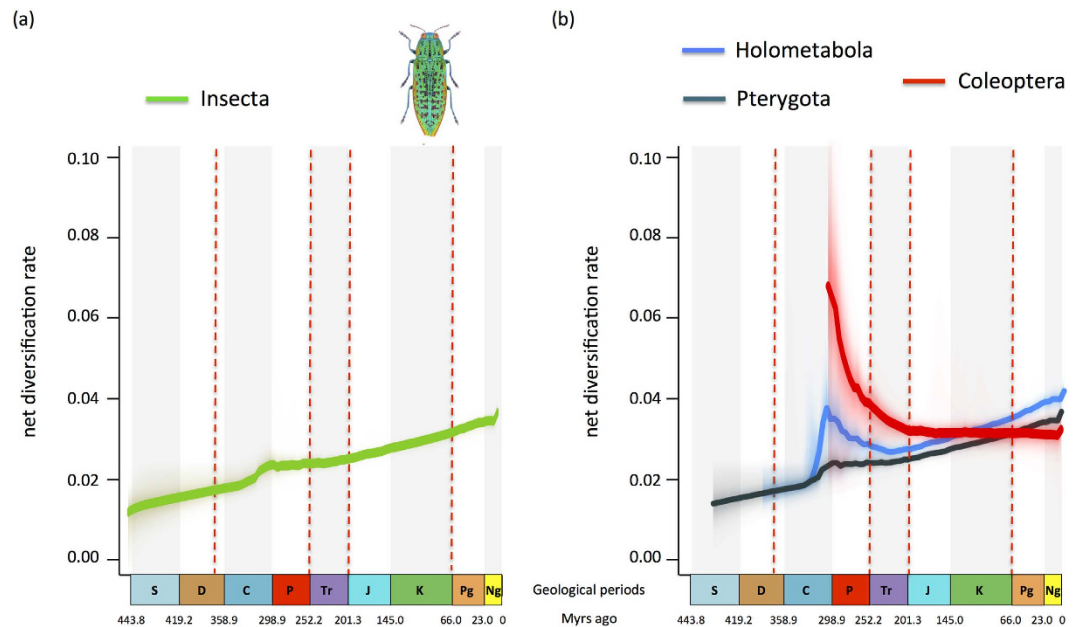 (a)
Insecta
net diversification rate
0.10
0.08
0.06
0.04
0.02
0.00
S D C P Tr J K Pg Ng
443.8 419.2 358.9 298.9 252.2 201.3 145.0 66.0 23.0 0
(b)
Holometabola
Coleoptera
Pterygota
net diversification rate
0.10
0.08
0.06
0.04
0.02
0.00
Geological periods
S D C P Tr J K Pg Ng
Myrs ago
443.8 419.2 358.9 298.9 252.2 201.3 145.0 66.0 23.0 0